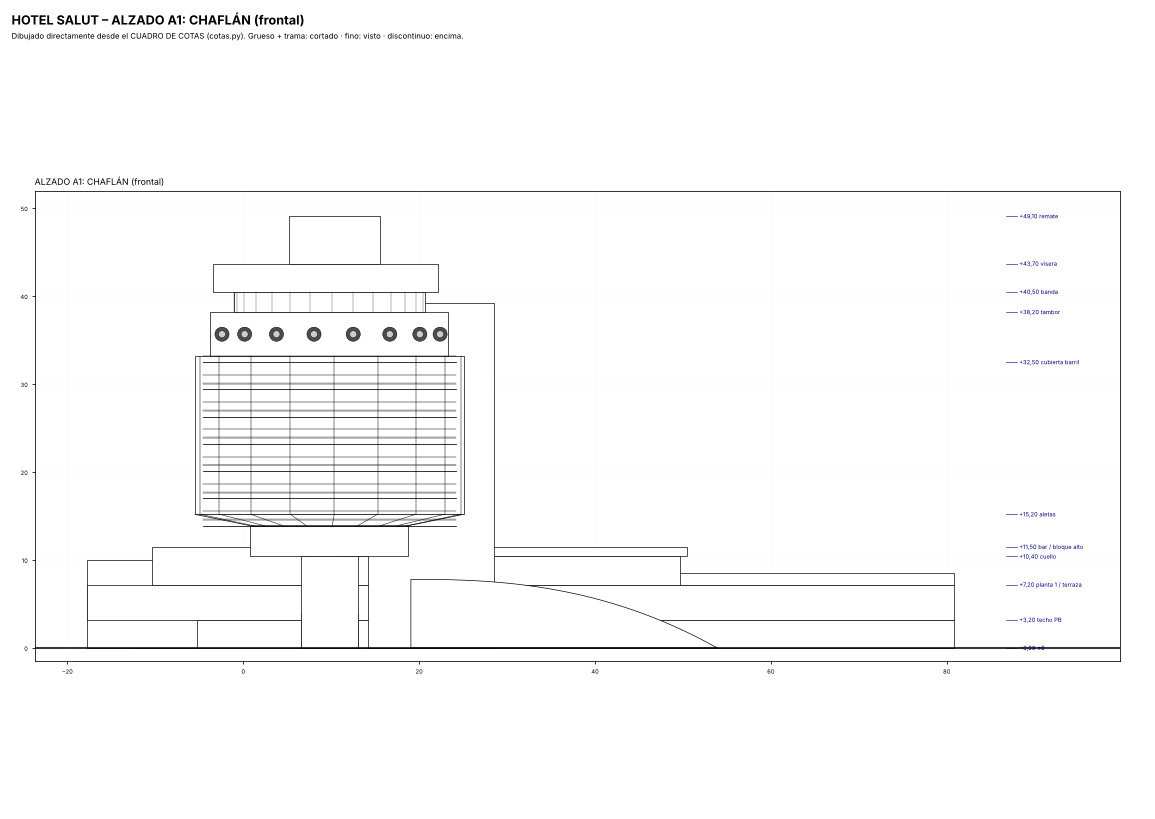 HOTEL SALUT – ALZADO A1: CHAFLÁN (frontal)
Dibujado directamente desde el CUADRO DE COTAS (cotas.py). Grueso + trama: cortado · fino: visto · discontinuo: encima.
ALZADO A1: CHAFLÁN (frontal)
50
+49,10 remate
+43,70 visera
40
+40,50 banda
+38,20 tambor
+32,50 cubierta barril
30
20
+15,20 aletas
+11,50 bar / bloque alto
10
+10,40 cuello
+7,20 planta 1 / terraza
+3,20 techo PB
0
−20
0
20
40
60
80